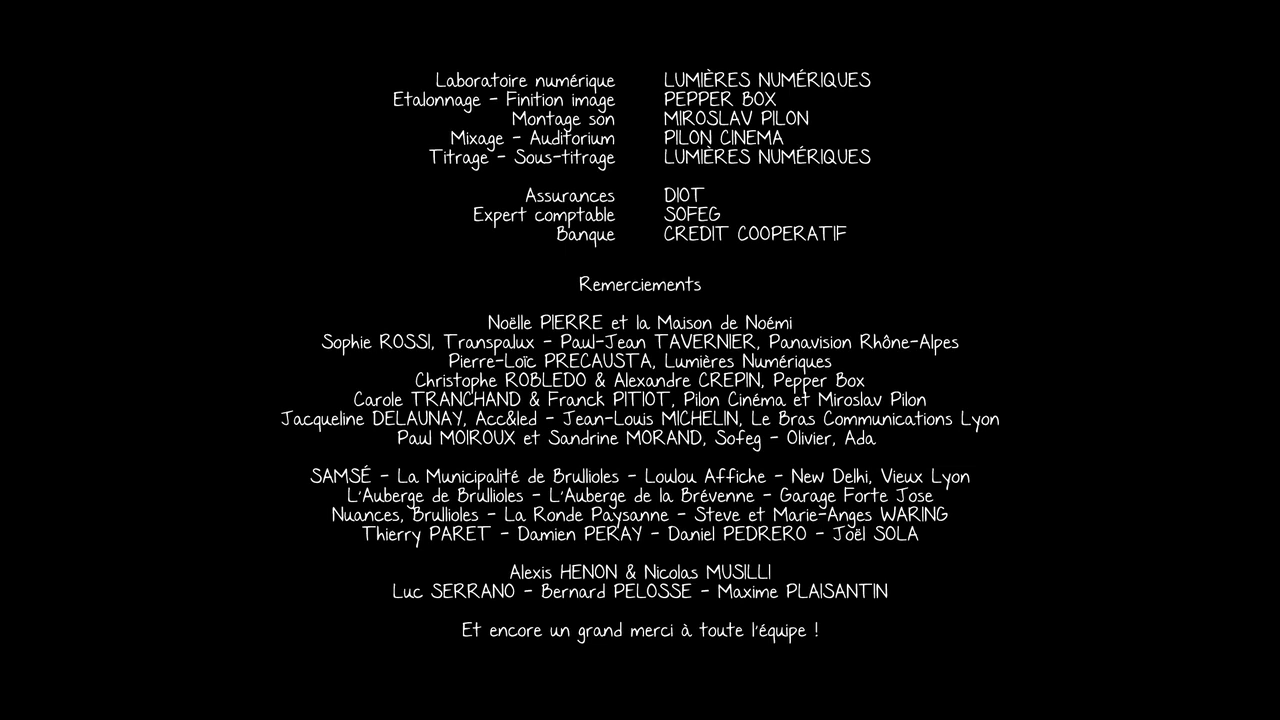 Laboratoire numérique LUMIÈRES NUMÉRIQUES
Etalonnage - Finition image PEPPER BOX
Montage son MIROSLAV PILON
Mixage - Auditorium PILON CINEMA
Titrage - Sous-titrage LUMIÈRES NUMÉRIQUES
Assurances DIOT
Expert comptable SOFEG
Banque CREDIT COOPERATIF
Remerciements
Noëlle PIERRE et la Maison de Noémi
Sophie ROSSI, Transpalux - Paul-Jean TAVERNIER, Panavision Rhône-Alpes
Pierre-Loïc PRECAUSTA, Lumières Numériques
Christophe ROBLEDO & Alexandre CREPIN, Pepper Box
Carole TRANCHAND & Franck PITIOT, Pilon Cinéma et Miroslav Pilon
Jacqueline DELAUNAY, Acc&led - Jean-Louis MICHELIN, Le Bras Communications Lyon
Paul MOIROUX et Sandrine MORAND, Sofeg - Olivier, Ada
SAMSÉ - La Municipalité de Brullioles - Loulou Affiche - New Delhi, Vieux Lyon
L'Auberge de Brullioles - L'Auberge de la Brévenne - Garage Forte Jose
Nuances, Brullioles - La Ronde Paysanne - Steve et Marie-Anges WARING
Thierry PARET - Damien PERAY - Daniel PEDRERO - Joël SOLA
Alexis HENON & Nicolas MUSILLI
Luc SERRANO - Bernard PELOSSE - Maxime PLAISANTIN
Et encore un grand merci à toute l'équipe !